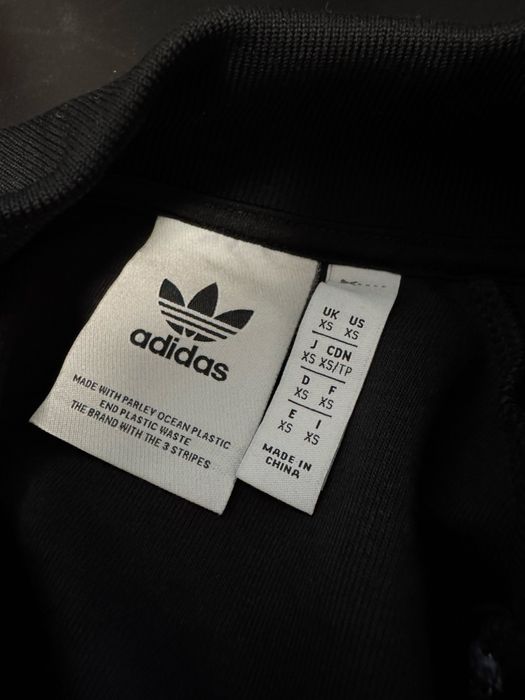 adidas
MADE WITH PARLEY OCEAN PLASTIC
END PLASTIC WASTE
THE BRAND WITH THE 3 STRIPES
UK US
XS XS
J CDN
XS XS/TP
D F
XS XS
E I
XS XS
MADE IN
CHINA